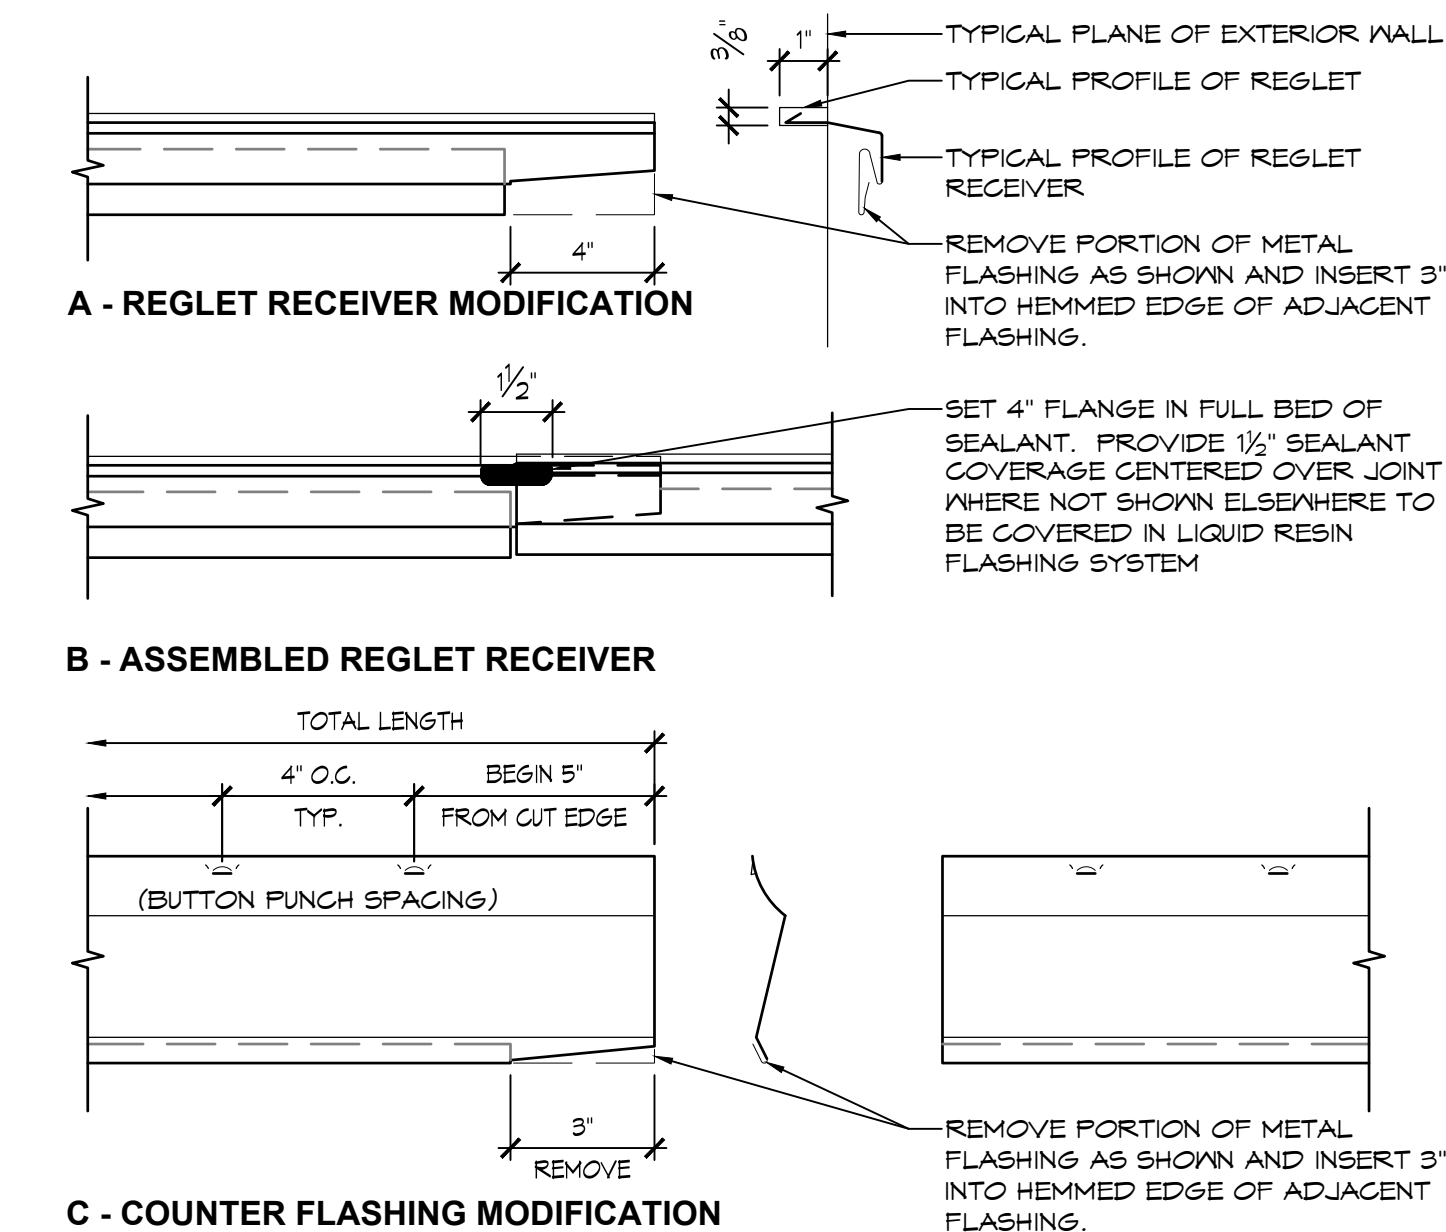 3/8"
1"
TYPICAL PLANE OF EXTERIOR WALL
TYPICAL PROFILE OF REGLET
TYPICAL PROFILE OF REGLET
RECEIVER
REMOVE PORTION OF METAL
FLASHING AS SHOWN AND INSERT 3"
INTO HEMMED EDGE OF ADJACENT
FLASHING.
4"
A - REGLET RECEIVER MODIFICATION
1½"
SET 4" FLANGE IN FULL BED OF
SEALANT. PROVIDE 1½" SEALANT
COVERAGE CENTERED OVER JOINT
WHERE NOT SHOWN ELSEWHERE TO
BE COVERED IN LIQUID RESIN
FLASHING SYSTEM
B - ASSEMBLED REGLET RECEIVER
TOTAL LENGTH
4" O.C.
TYP.
BEGIN 5"
FROM CUT EDGE
(BUTTON PUNCH SPACING)
3"
REMOVE
REMOVE PORTION OF METAL
FLASHING AS SHOWN AND INSERT 3"
INTO HEMMED EDGE OF ADJACENT
FLASHING.
C - COUNTER FLASHING MODIFICATION